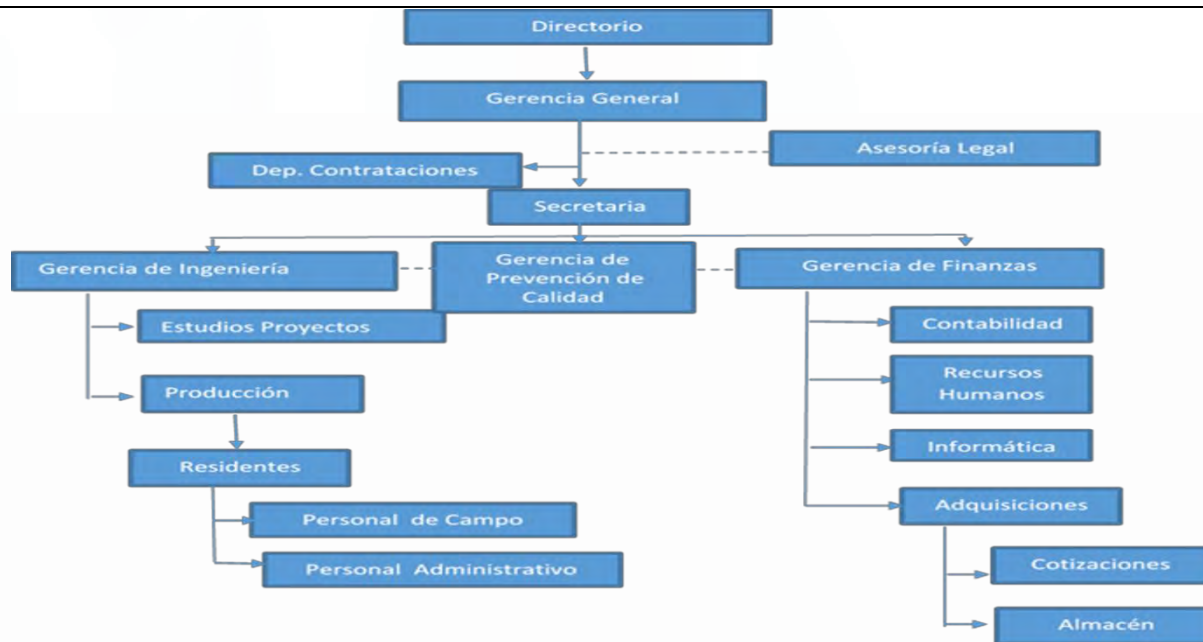 Directorio
Gerencia General
Asesoría Legal
Dep. Contrataciones
Secretaria
Gerencia de Ingeniería
Gerencia de
Prevención de
Calidad
Gerencia de Finanzas
Estudios Proyectos
Producción
Residentes
Personal de Campo
Personal Administrativo
Contabilidad
Recursos
Humanos
Informática
Adquisiciones
Cotizaciones
Almacén